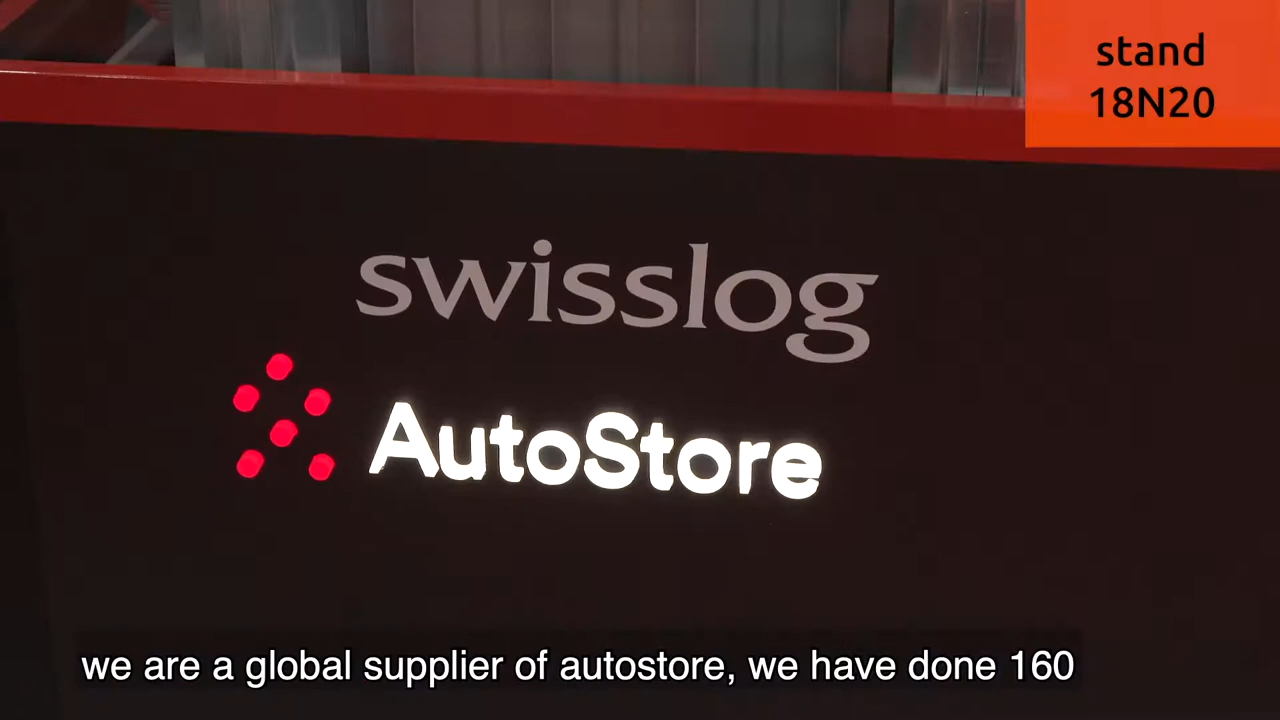 stand
18N20
swisslog
AutoStore
we are a global supplier of autostore, we have done 160